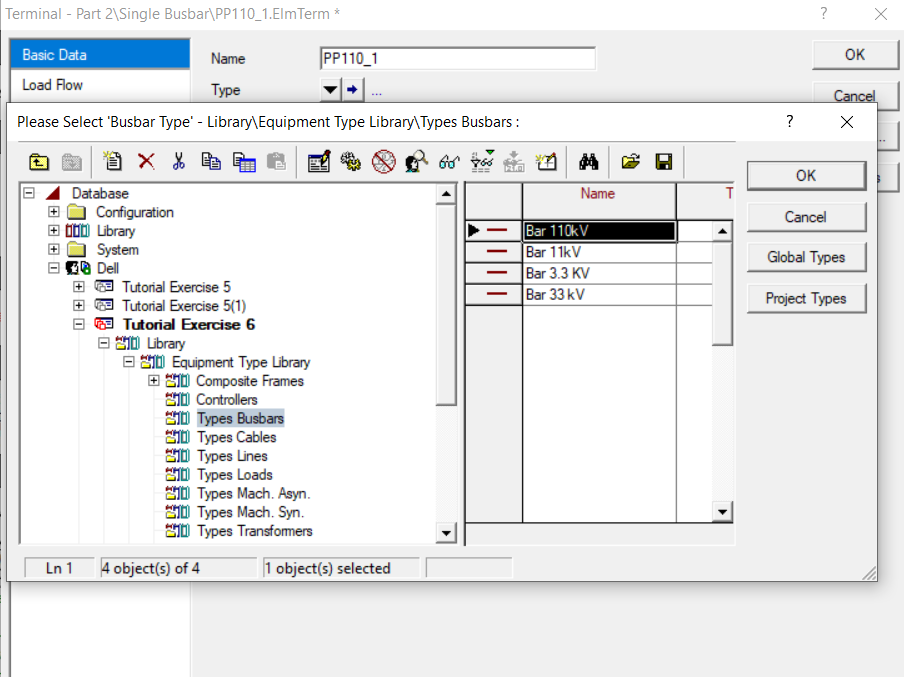 Terminal - Part 2\Single Busbar\PP110_1.ElmTerm *
?
Basic Data
Load Flow
Name
PP110_1
Type
...
OK
Cancel
Please Select 'Busbar Type' - Library\Equipment Type Library\Types Busbars :
?
Database
Configuration
Library
System
Dell
Tutorial Exercise 5
Tutorial Exercise 5(1)
Tutorial Exercise 6
Library
Equipment Type Library
Composite Frames
Controllers
Types Busbars
Types Cables
Types Lines
Types Loads
Types Mach. Asyn.
Types Mach. Syn.
Types Transformers
Name T
Bar 110kV
Bar 11kV
Bar 3.3 KV
Bar 33 kV
OK
Cancel
Global Types
Project Types
Ln 1 4 object(s) of 4 1 object(s) selected